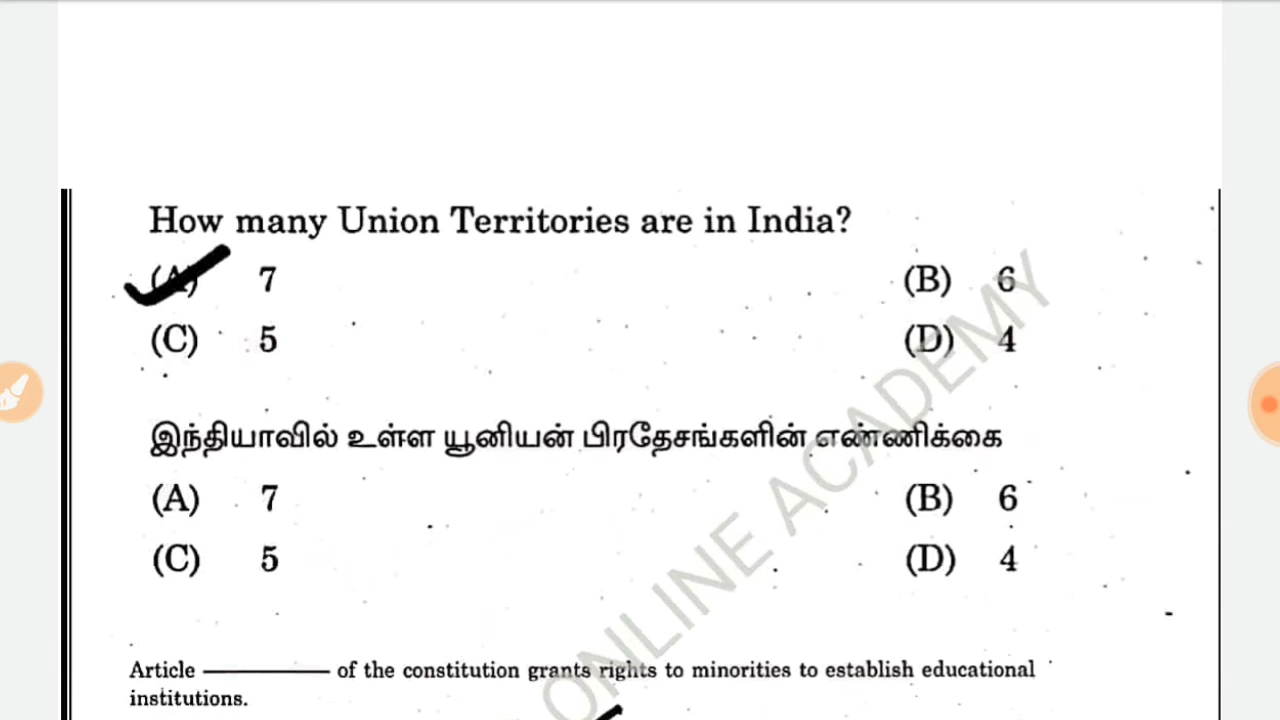 How many Union Territories are in India?
(A) 7 (B) 6
(C) 5 (D) 4
இந்தியாவில் உள்ள யூனியன் பிரதேசங்களின் எண்ணிக்கை
(A) 7 (B) 6
(C) 5 (D) 4
Article ———— of the constitution grants rights to minorities to establish educational
institutions.
ONLINE ACADEMY